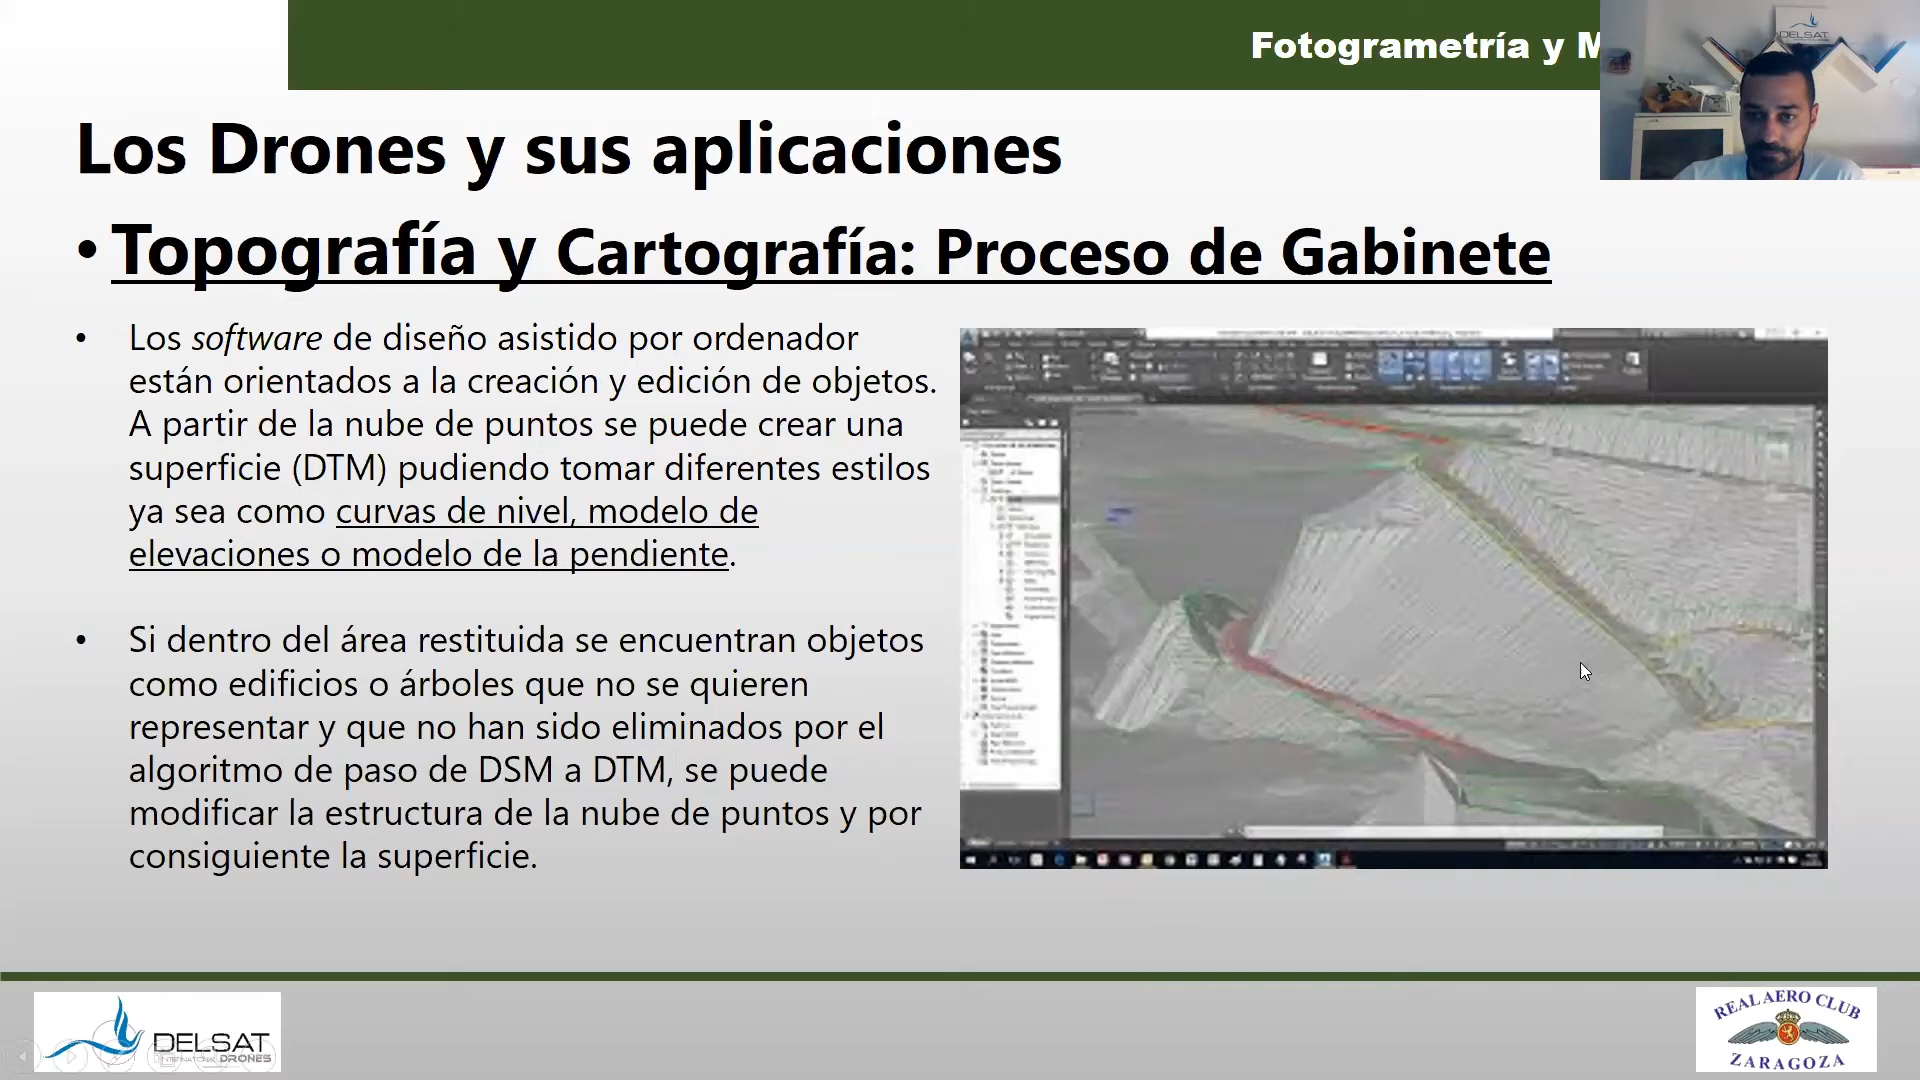 Fotogrametría y
DELSAT
Los Drones y sus aplicaciones
• Topografía y Cartografía: Proceso de Gabinete
• Los software de diseño asistido por ordenador
están orientados a la creación y edición de objetos.
A partir de la nube de puntos se puede crear una
superficie (DTM) pudiendo tomar diferentes estilos
ya sea como curvas de nivel, modelo de
elevaciones o modelo de la pendiente.
• Si dentro del área restituida se encuentran objetos
como edificios o árboles que no se quieren
representar y que no han sido eliminados por el
algoritmo de paso de DSM a DTM, se puede
modificar la estructura de la nube de puntos y por
consiguiente la superficie.
DELSAT
INTERNATIONAL DRONES
REAL AERO CLUB
ZARAGOZA